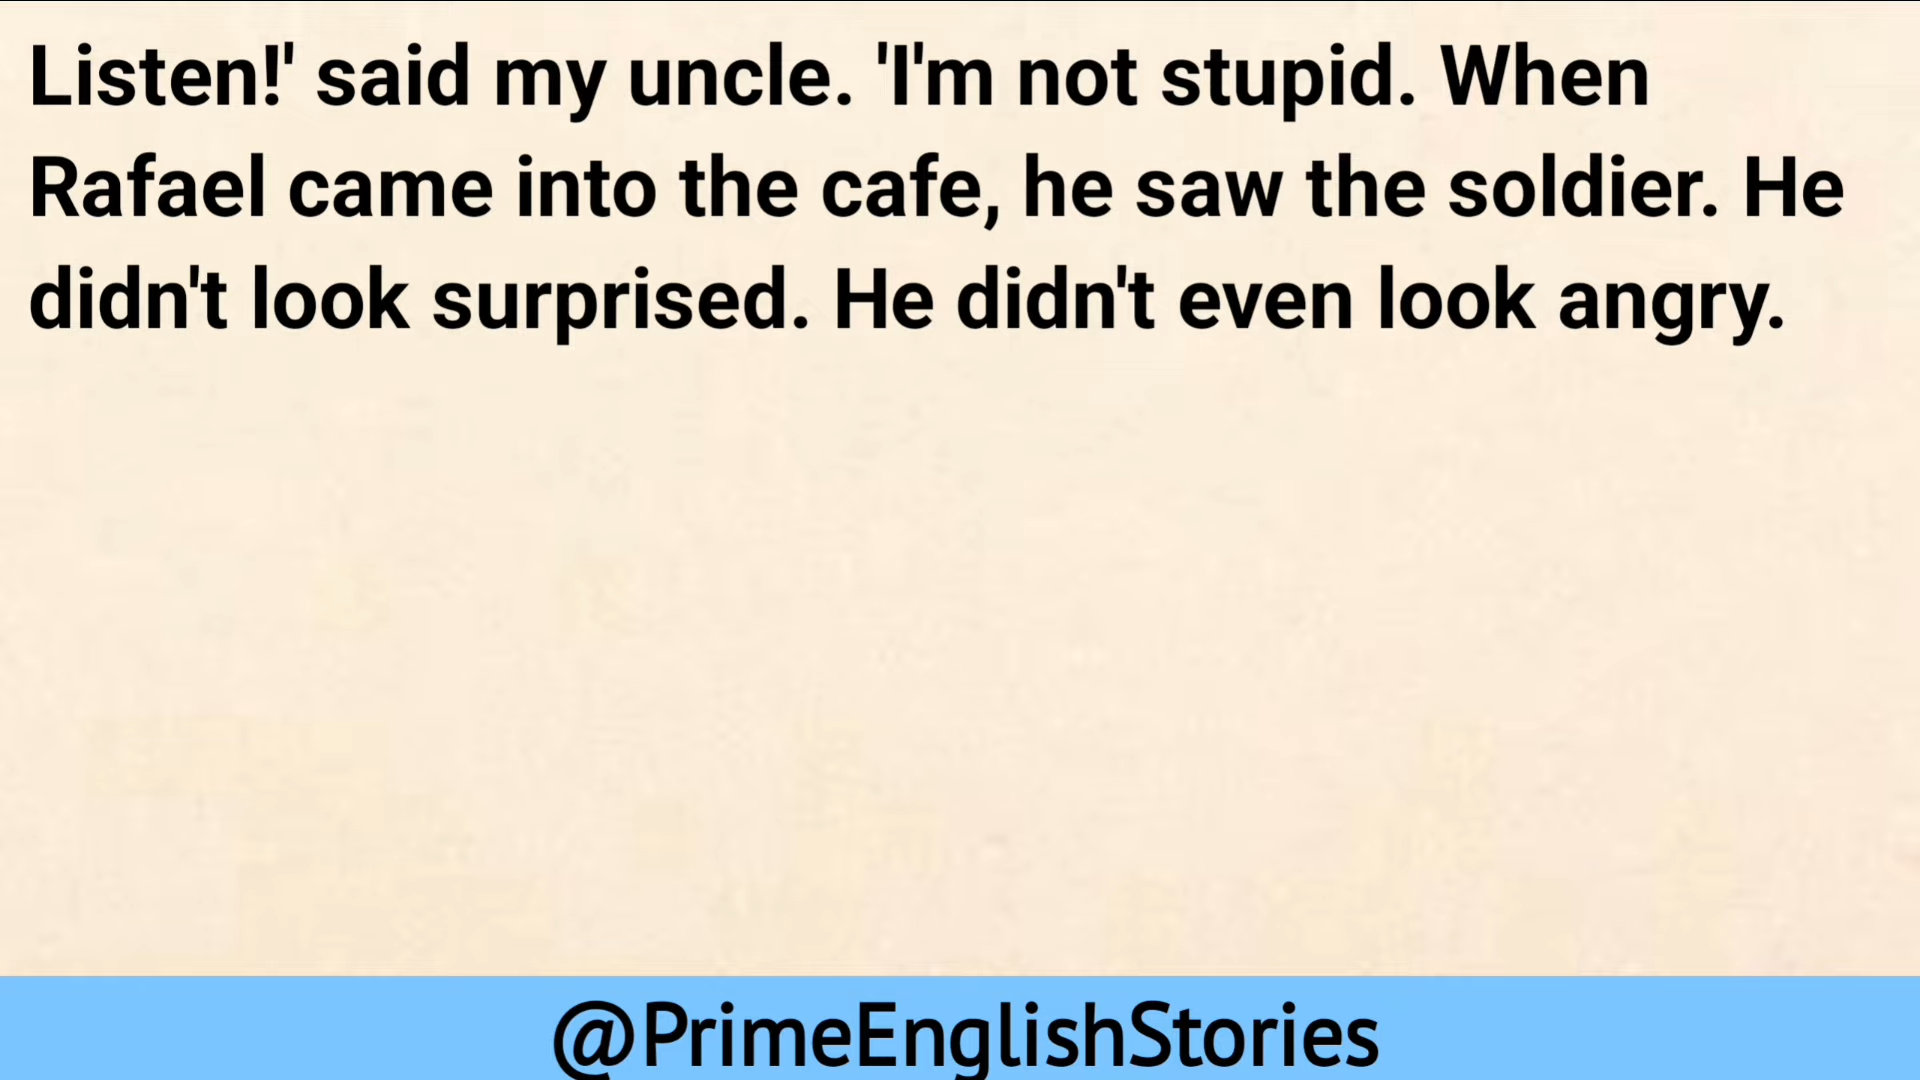 Listen!' said my uncle. 'I'm not stupid. When
Rafael came into the cafe, he saw the soldier. He
didn't look surprised. He didn't even look angry.
@PrimeEnglishStories